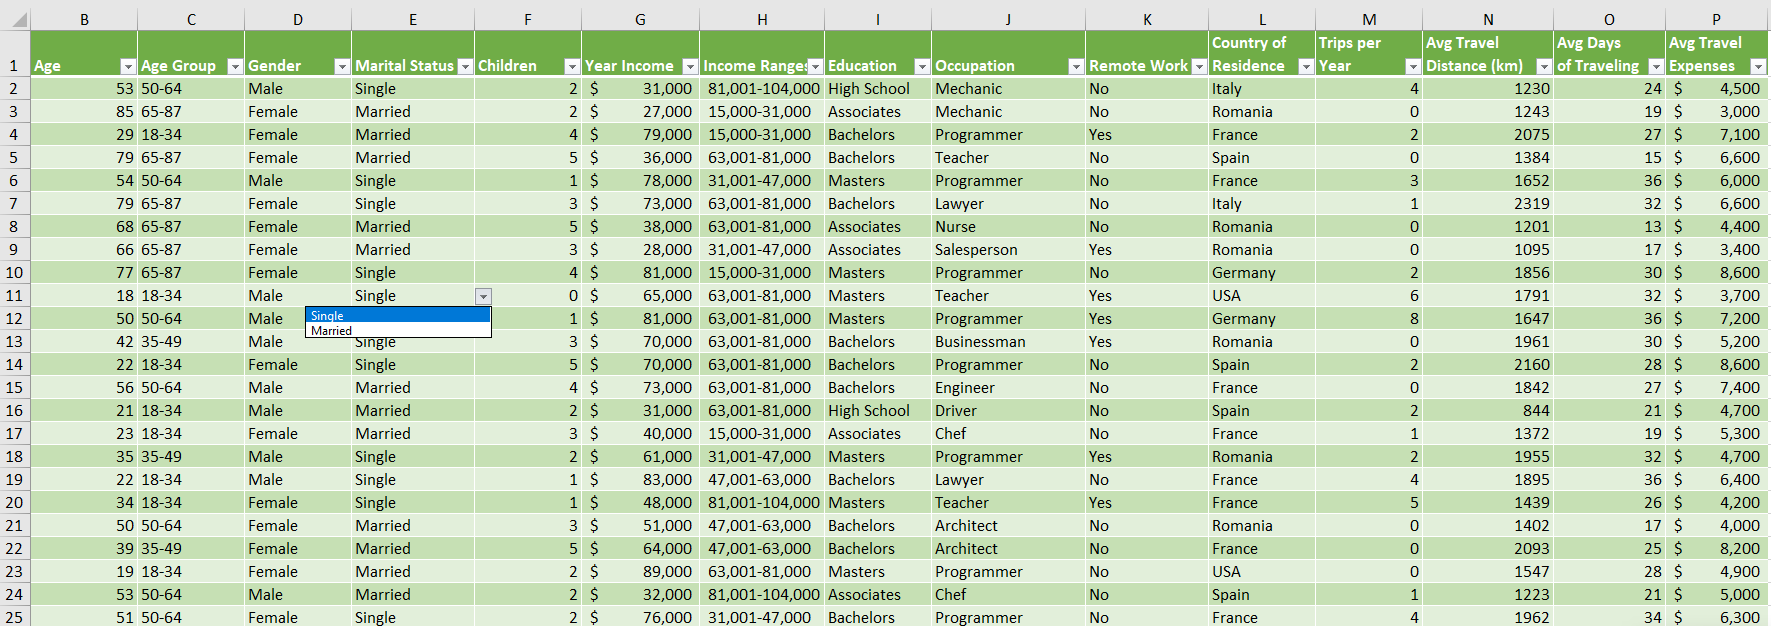 B C D E F G H I J K L M N O P
1 Age Age Group Gender Marital Status Children Year Income Income Ranges Education Occupation Remote Work Country of Residence Trips per Year Avg Travel Distance (km) Avg Days of Traveling Avg Travel Expenses
2 53 50-64 Male Single 2 $ 31,000 81,001-104,000 High School Mechanic No Italy 4 1230 24 $ 4,500
3 85 65-87 Female Married 2 $ 27,000 15,000-31,000 Associates Mechanic No Romania 0 1243 19 $ 3,000
4 29 18-34 Female Married 4 $ 79,000 15,000-31,000 Bachelors Programmer Yes France 2 2075 27 $ 7,100
5 79 65-87 Female Married 5 $ 36,000 63,001-81,000 Bachelors Teacher No Spain 0 1384 15 $ 6,600
6 54 50-64 Male Single 1 $ 78,000 31,001-47,000 Masters Programmer No France 3 1652 36 $ 6,000
7 79 65-87 Female Single 3 $ 73,000 63,001-81,000 Bachelors Lawyer No Italy 1 2319 32 $ 6,600
8 68 65-87 Female Married 5 $ 38,000 63,001-81,000 Associates Nurse No Romania 0 1201 13 $ 4,400
9 66 65-87 Female Married 3 $ 28,000 31,001-47,000 Associates Salesperson Yes Romania 0 1095 17 $ 3,400
10 77 65-87 Female Single 4 $ 81,000 15,000-31,000 Masters Programmer No Germany 2 1856 30 $ 8,600
11 18 18-34 Male Single 0 $ 65,000 63,001-81,000 Masters Teacher Yes USA 6 1791 32 $ 3,700
12 50 50-64 Male 1 $ 81,000 63,001-81,000 Masters Programmer Yes Germany 8 1647 36 $ 7,200
Single
Married
13 42 35-49 Male Single 3 $ 70,000 63,001-81,000 Bachelors Businessman Yes Romania 0 1961 30 $ 5,200
14 22 18-34 Female Single 5 $ 70,000 63,001-81,000 Bachelors Programmer No Spain 2 2160 28 $ 8,600
15 56 50-64 Male Married 4 $ 73,000 63,001-81,000 Bachelors Engineer No France 0 1842 27 $ 7,400
16 21 18-34 Male Married 2 $ 31,000 63,001-81,000 High School Driver No Spain 2 844 21 $ 4,700
17 23 18-34 Female Married 3 $ 40,000 15,000-31,000 Associates Chef No France 1 1372 19 $ 5,300
18 35 35-49 Male Single 2 $ 61,000 31,001-47,000 Masters Programmer Yes Romania 2 1955 32 $ 4,700
19 22 18-34 Male Single 1 $ 83,000 47,001-63,000 Bachelors Lawyer No France 4 1895 36 $ 6,400
20 34 18-34 Female Single 1 $ 48,000 81,001-104,000 Masters Teacher Yes France 5 1439 26 $ 4,200
21 50 50-64 Female Married 3 $ 51,000 47,001-63,000 Bachelors Architect No Romania 0 1402 17 $ 4,000
22 39 35-49 Female Married 5 $ 64,000 47,001-63,000 Bachelors Architect No France 0 2093 25 $ 8,200
23 19 18-34 Female Married 2 $ 89,000 63,001-81,000 Masters Programmer No USA 0 1547 28 $ 4,900
24 53 50-64 Male Married 2 $ 32,000 81,001-104,000 Associates Chef No Spain 1 1223 21 $ 5,000
25 51 50-64 Female Single 2 $ 76,000 31,001-47,000 Bachelors Programmer No France 4 1962 34 $ 6,300